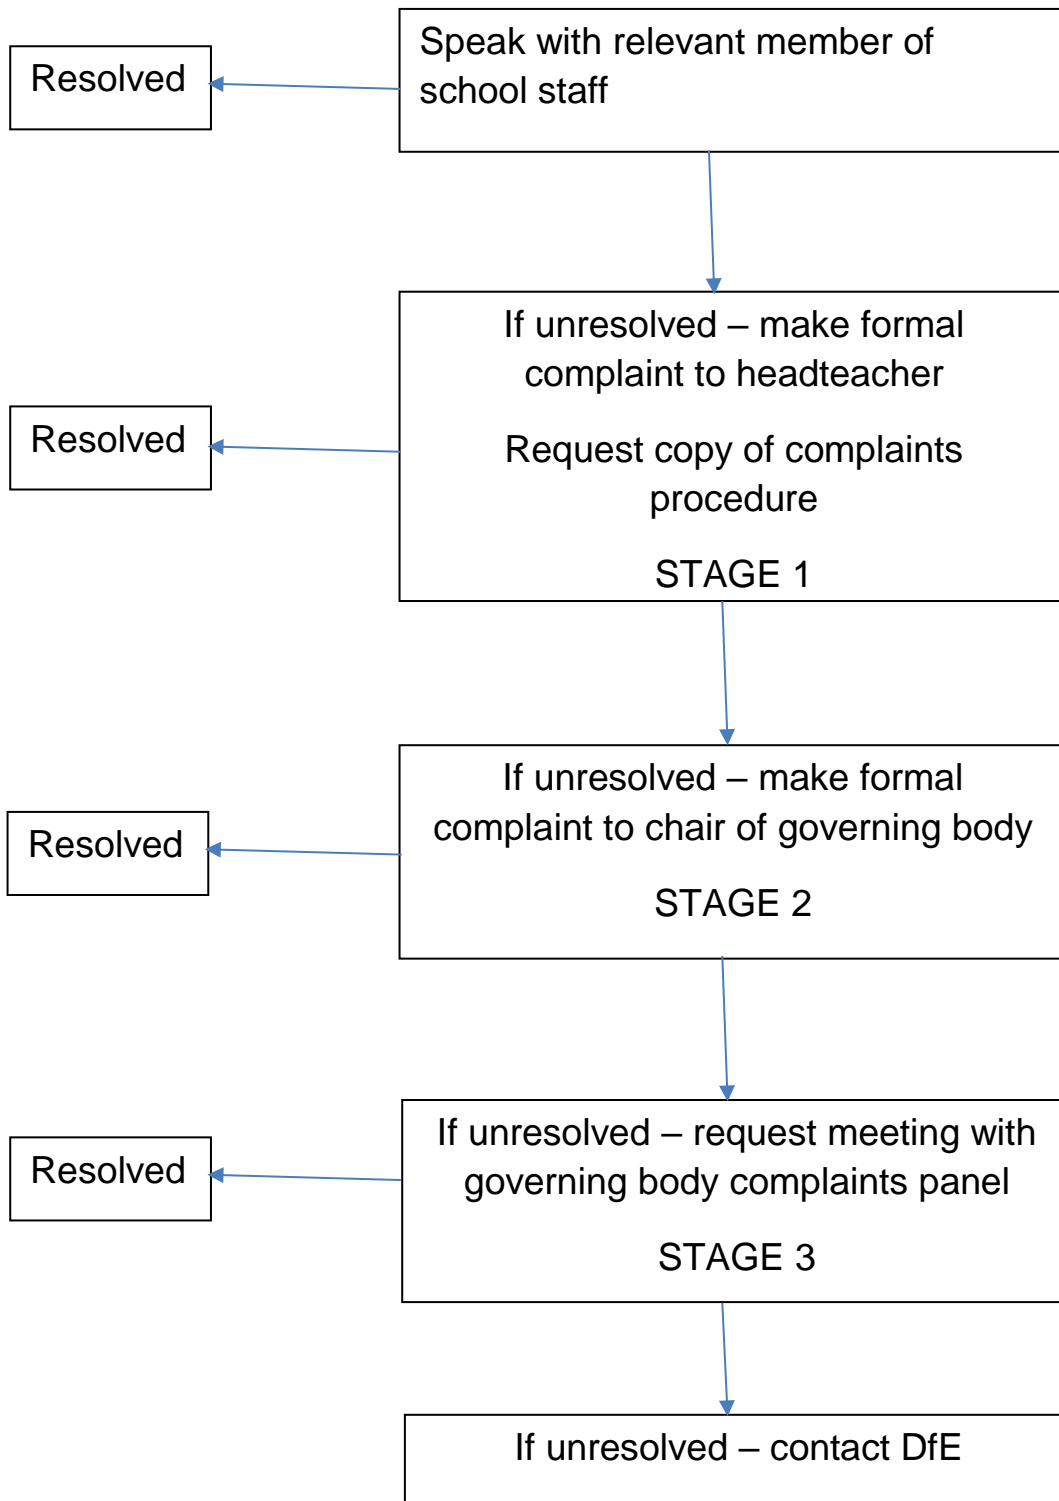 Speak with relevant member of
school staff
Resolved
If unresolved – make formal
complaint to headteacher
Request copy of complaints
procedure
STAGE 1
Resolved
If unresolved – make formal
complaint to chair of governing body
STAGE 2
Resolved
If unresolved – request meeting with
governing body complaints panel
STAGE 3
Resolved
If unresolved – contact DfE